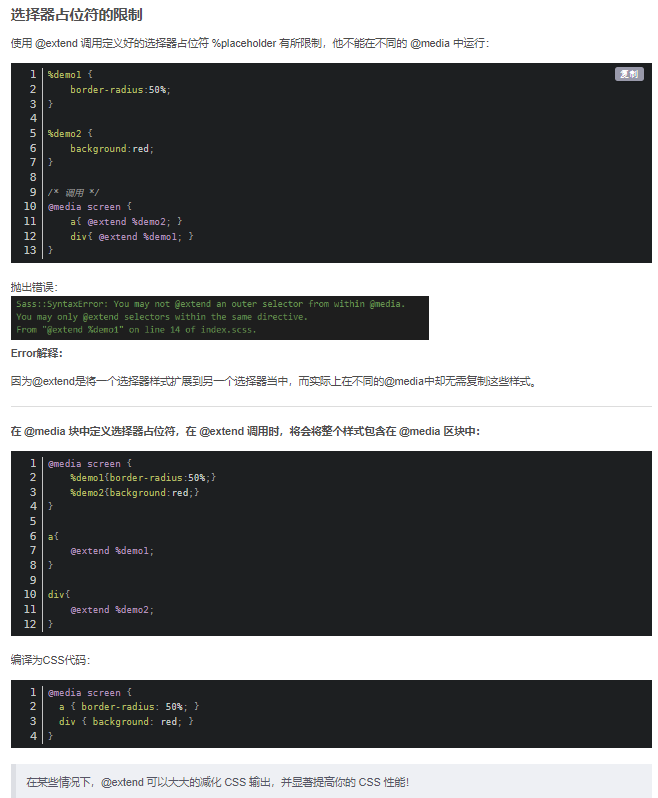 选择器占位符的限制
使用 @extend 调用定义好的选择器占位符 %placeholder 有所限制，他不能在不同的 @media 中运行：
复制
1 %demo1 {
2     border-radius:50%;
3 }
4
5 %demo2 {
6     background:red;
7 }
8
9 /* 调用 */
10 @media screen {
11     a{ @extend %demo2; }
12     div{ @extend %demo1; }
13 }
抛出错误：
Sass::SyntaxError: You may not @extend an outer selector from within @media.
You may only @extend selectors within the same directive.
From "@extend %demo1" on line 14 of index.scss.
Error解释：
因为@extend是将一个选择器样式扩展到另一个选择器当中，而实际上在不同的@media中却无需复制这些样式。
在 @media 块中定义选择器占位符，在 @extend 调用时，将会将整个样式包含在 @media 区块中：
1 @media screen {
2     %demo1{border-radius:50%;}
3     %demo2{background:red;}
4 }
5
6 a{
7     @extend %demo1;
8 }
9
10 div{
11     @extend %demo2;
12 }
编译为CSS代码：
1 @media screen {
2   a { border-radius: 50%; }
3   div { background: red; }
4 }
在某些情况下，@extend 可以大大的减化 CSS 输出，并显著提高你的 CSS 性能！